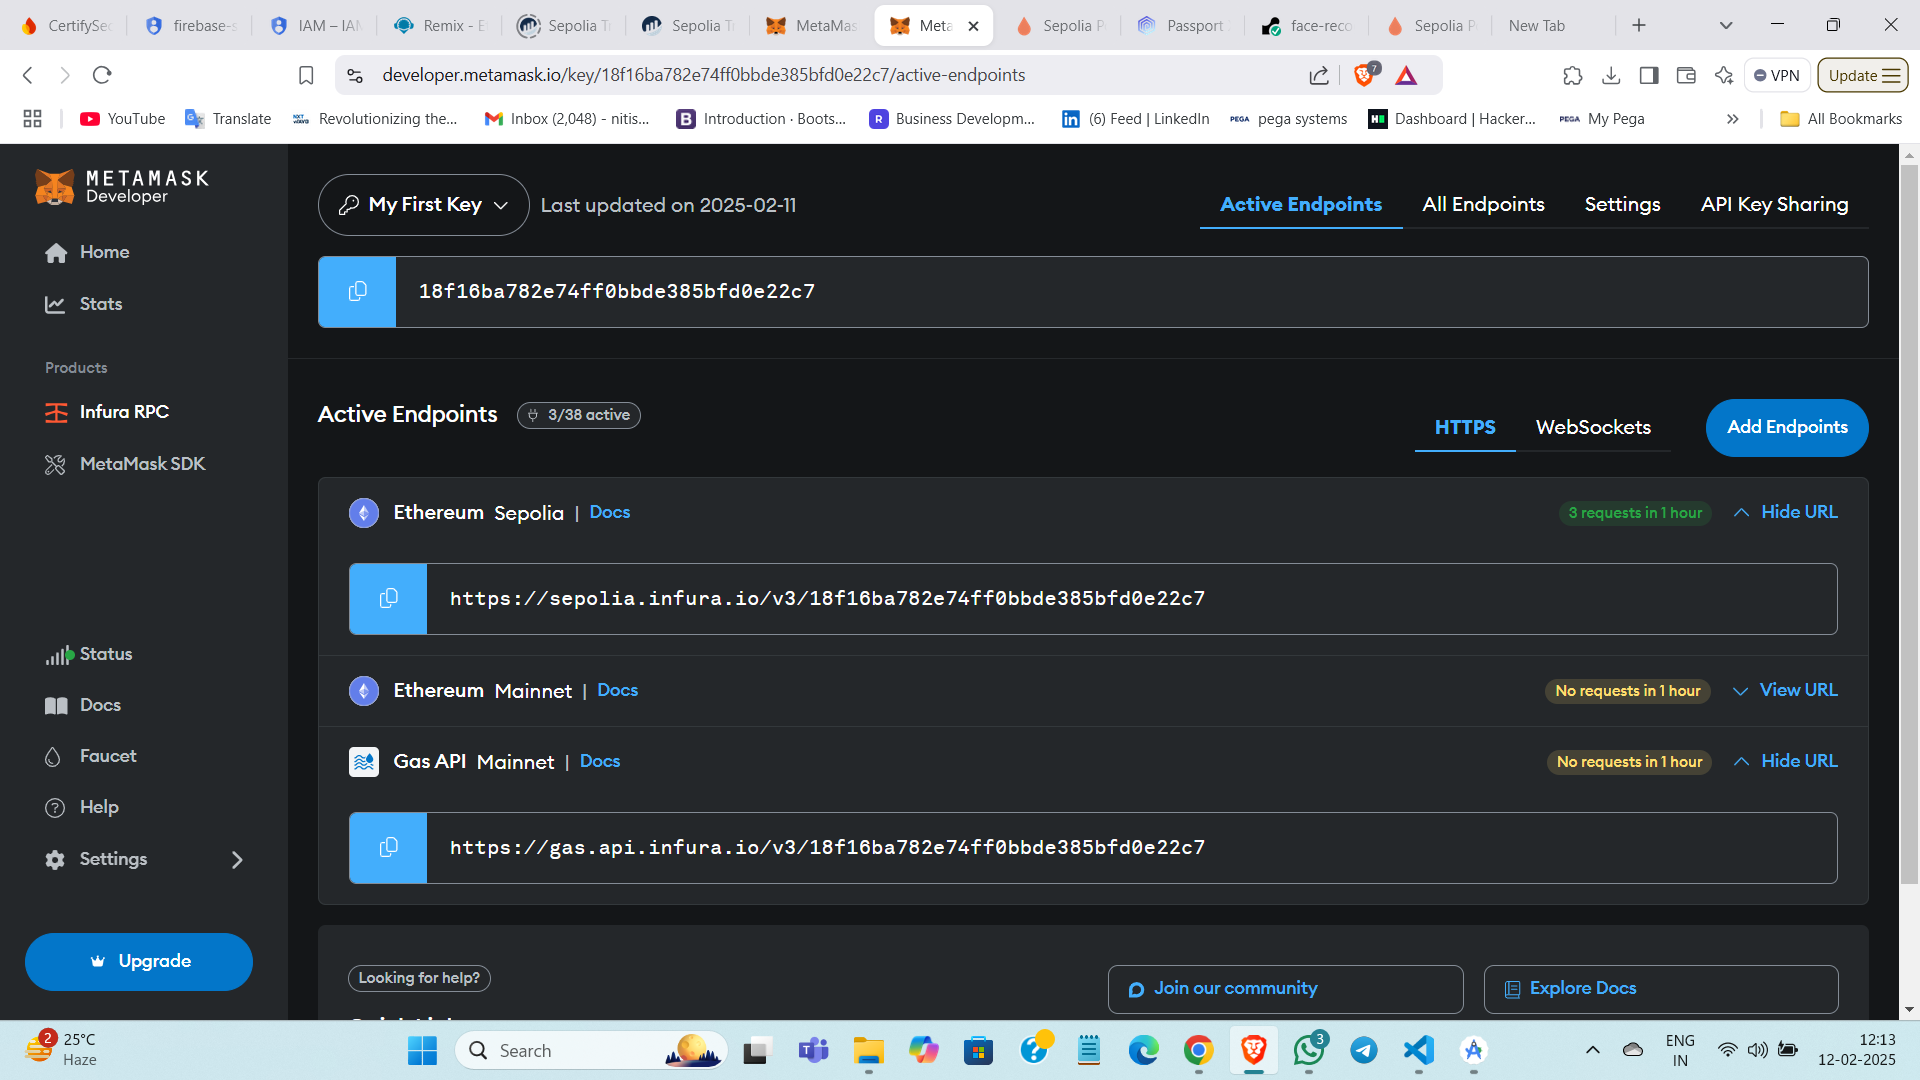 CertifySec
firebase-s
IAM – IAM
Remix - Et
Sepolia Tr
Sepolia Tr
MetaMas
Meta
Sepolia P
Passport
face-reco
Sepolia P
New Tab
developer.metamask.io/key/18f16ba782e74ff0bbde385bfd0e22c7/active-endpoints
7
VPN
Update
YouTube
Translate
Revolutionizing the...
Inbox (2,048) - nitis...
Introduction · Boots...
Business Developm...
(6) Feed | LinkedIn
PEGA pega systems
Dashboard | Hacker...
PEGA My Pega
All Bookmarks
METAMASK
Developer
My First Key
Last updated on 2025-02-11
Active Endpoints
All Endpoints
Settings
API Key Sharing
Home
Stats
18f16ba782e74ff0bbde385bfd0e22c7
Products
Infura RPC
MetaMask SDK
Active Endpoints
3/38 active
HTTPS
WebSockets
Add Endpoints
Ethereum Sepolia | Docs
3 requests in 1 hour
Hide URL
https://sepolia.infura.io/v3/18f16ba782e74ff0bbde385bfd0e22c7
Ethereum Mainnet | Docs
No requests in 1 hour
View URL
Gas API Mainnet | Docs
No requests in 1 hour
Hide URL
https://gas.api.infura.io/v3/18f16ba782e74ff0bbde385bfd0e22c7
Status
Docs
Faucet
Help
Settings
Upgrade
Looking for help?
Join our community
Explore Docs
2
25°C
Haze
Search
3
ENG
IN
12:13
12-02-2025